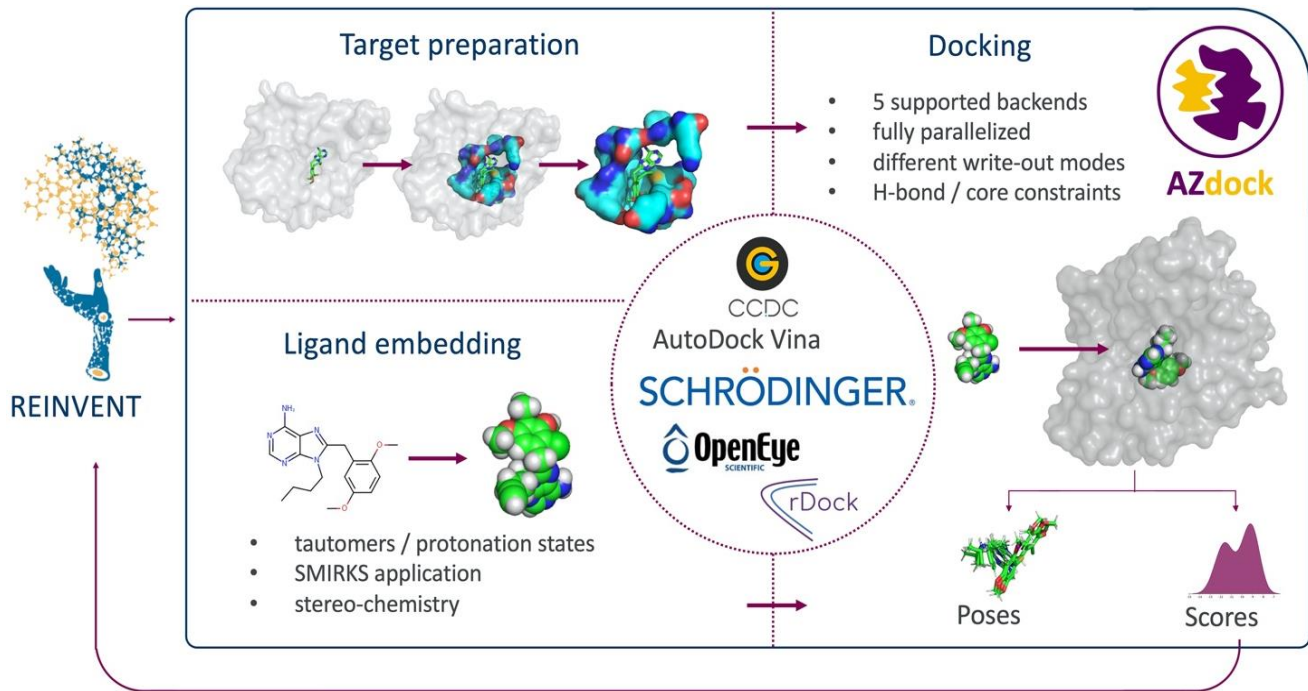 Target preparation
Docking
• 5 supported backends
• fully parallelized
• different write-out modes
• H-bond / core constraints
AZdock
REINVENT
Ligand embedding
NH₂
N
N
N
N
O
O
• tautomers / protonation states
• SMIRKS application
• stereo-chemistry
CCDC
AutoDock Vina
SCHRÖDINGER®
OpenEye
SCIENTIFIC
rDock
Poses
Scores